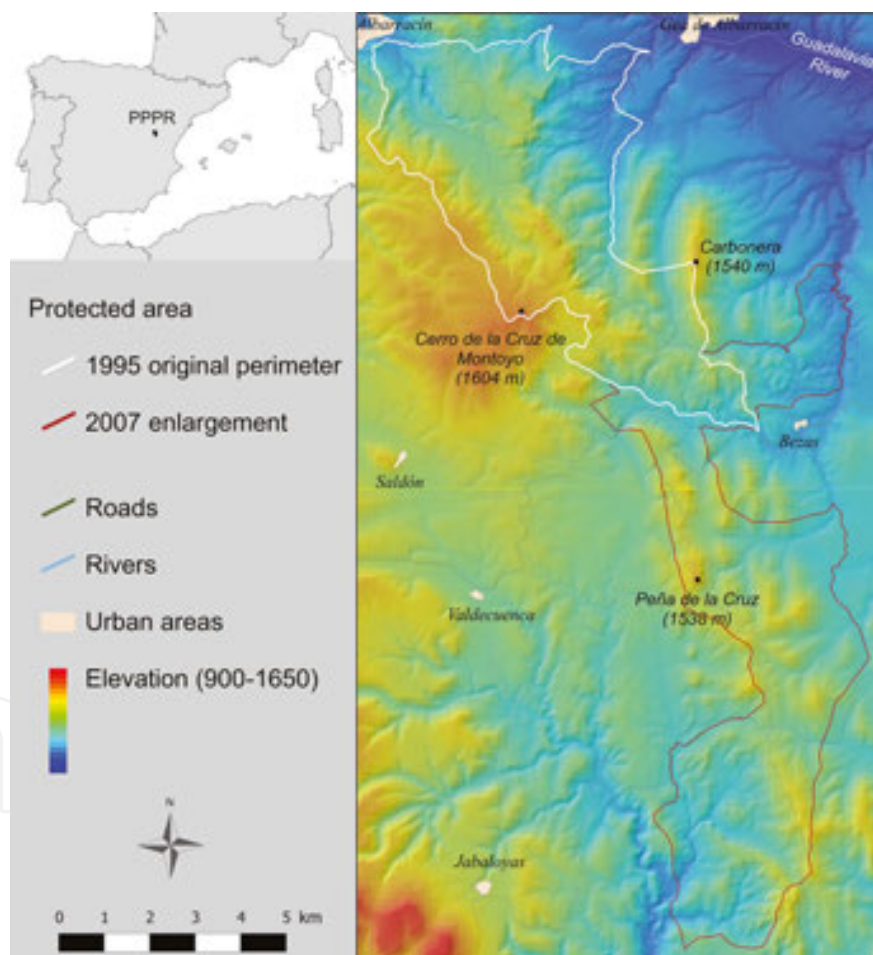 PPPR
Protected area
1995 original perimeter
2007 enlargement
Roads
Rivers
Urban areas
Elevation (900-1650)
N
0 1 2 3 4 5 km
Albarracín
Gea de Albarracín
Guadalavia
River
Carbonera
(1540 m)
Cerro de la Cruz de
Montoyo
(1604 m)
Bezas
Saldón
Peña de la Cruz
(1538 m)
Valdecuenca
Jabaloyas